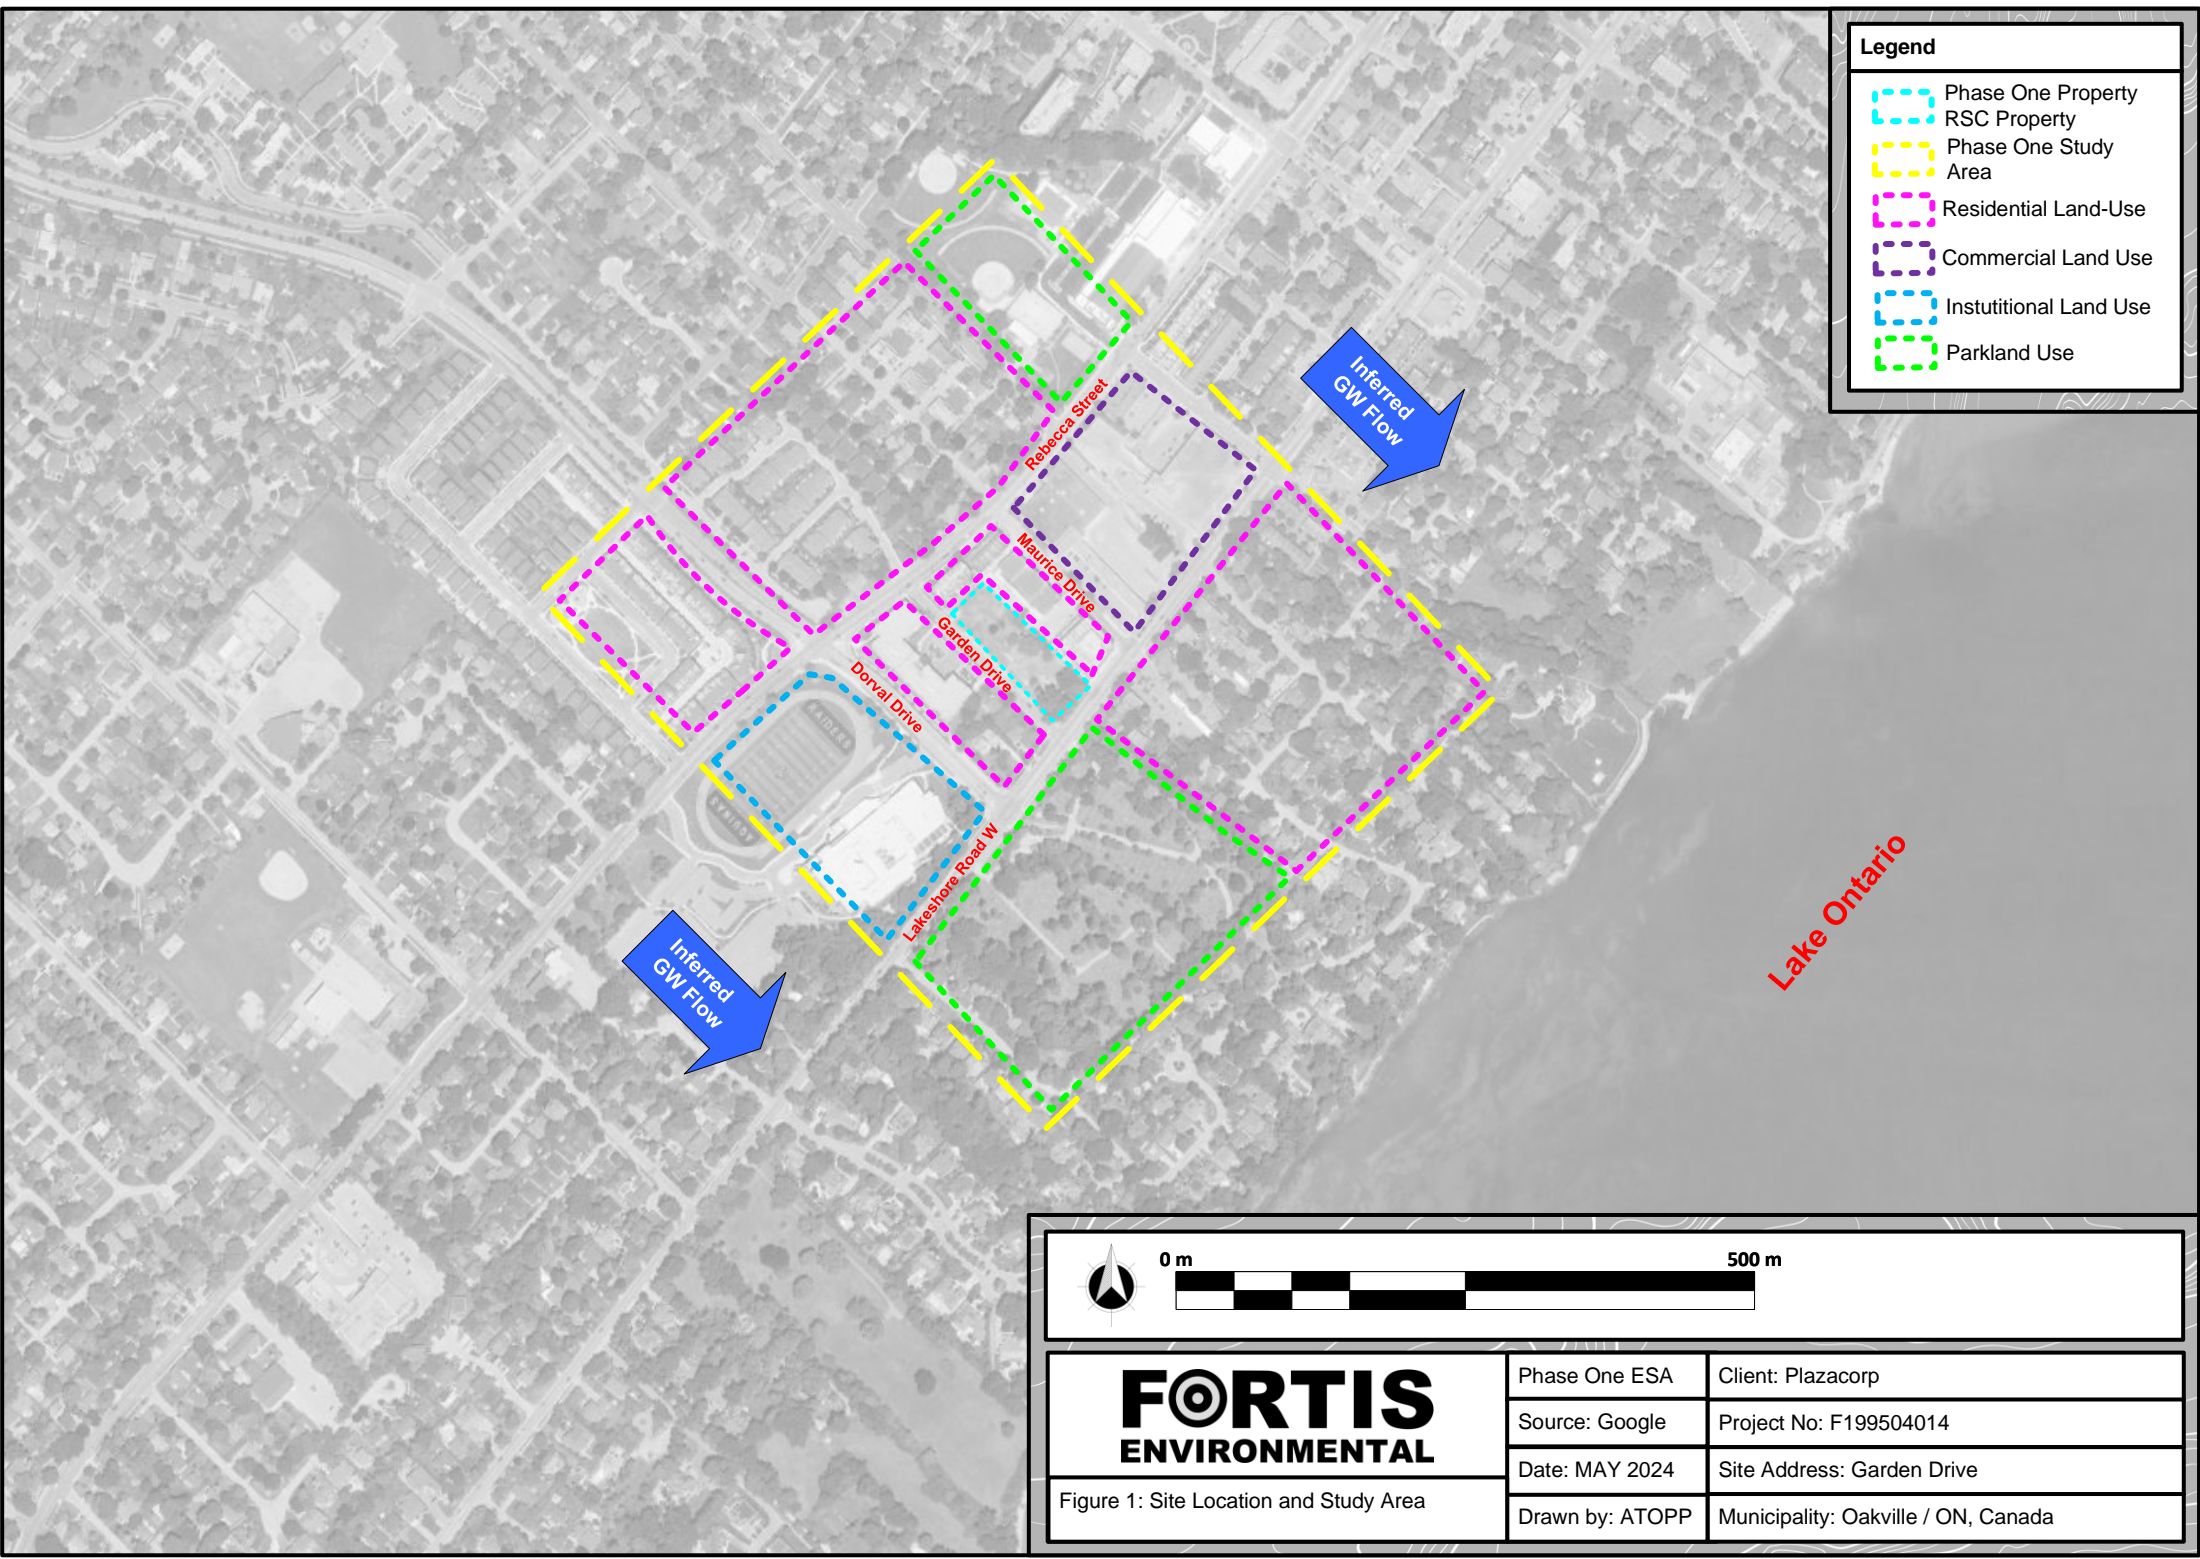 Legend
Phase One Property
RSC Property
Phase One Study
Area
Residential Land-Use
Commercial Land Use
Instutitional Land Use
Parkland Use
Inferred
GW Flow
Rebecca Street
Maurice Drive
Garden Drive
Dorval Drive
Lakeshore Road W
Inferred
GW Flow
Lake Ontario
0 m
500 m
FORTIS
ENVIRONMENTAL
Figure 1: Site Location and Study Area
Phase One ESA
Client: Plazacorp
Source: Google
Project No: F199504014
Date: MAY 2024
Site Address: Garden Drive
Drawn by: ATOPP
Municipality: Oakville / ON, Canada